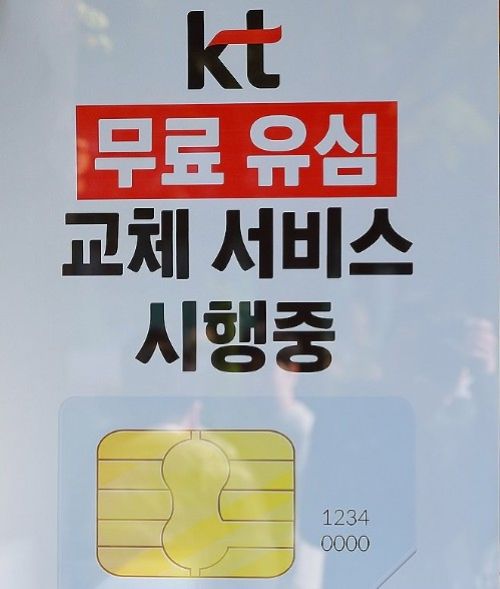 kt
무료 유심
교체 서비스
시행중
1234
0000